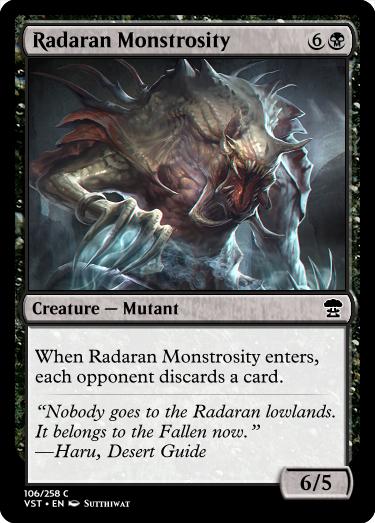 Radaran Monstrosity 6
Creature — Mutant
When Radaran Monstrosity enters,
each opponent discards a card.
“Nobody goes to the Radaran lowlands.
It belongs to the Fallen now.”
—Haru, Desert Guide
6/5
106/258 C
VST • EN Sutthiwat